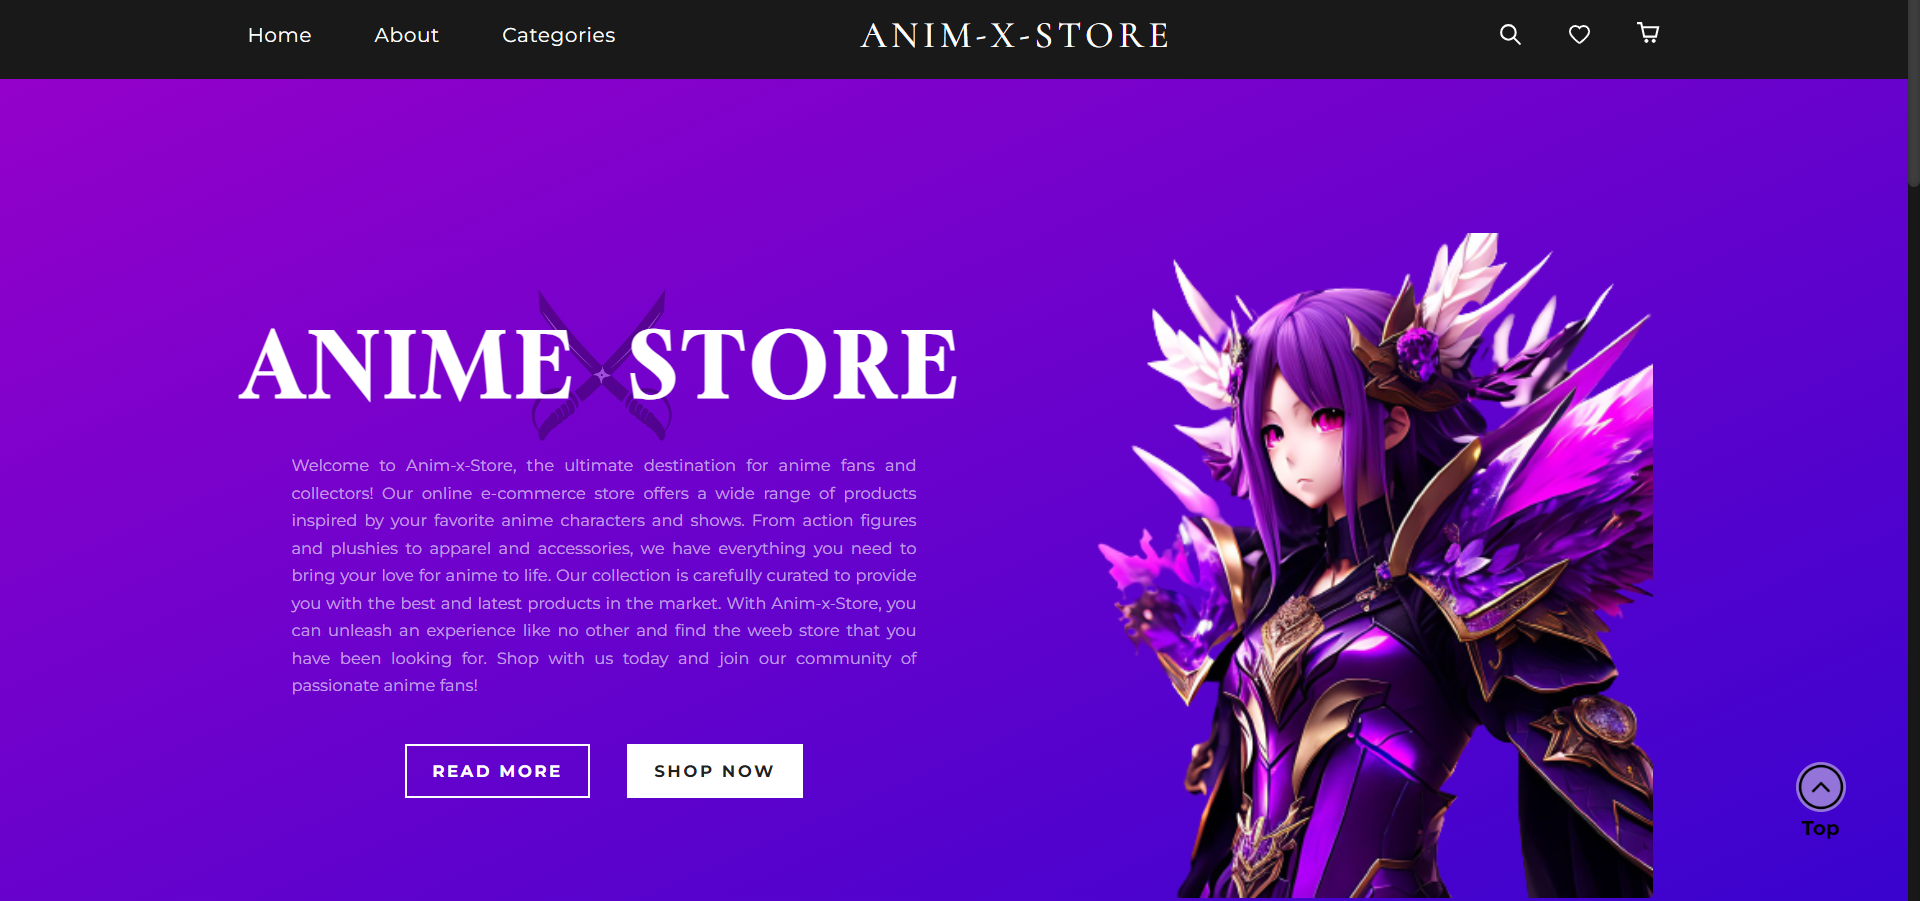 Home About Categories ANIM-X-STORE
ANIME STORE
Welcome to Anim-x-Store, the ultimate destination for anime fans and
collectors! Our online e-commerce store offers a wide range of products
inspired by your favorite anime characters and shows. From action figures
and plushies to apparel and accessories, we have everything you need to
bring your love for anime to life. Our collection is carefully curated to provide
you with the best and latest products in the market. With Anim-x-Store, you
can unleash an experience like no other and find the weeb store that you
have been looking for. Shop with us today and join our community of
passionate anime fans!
READ MORE SHOP NOW
Top